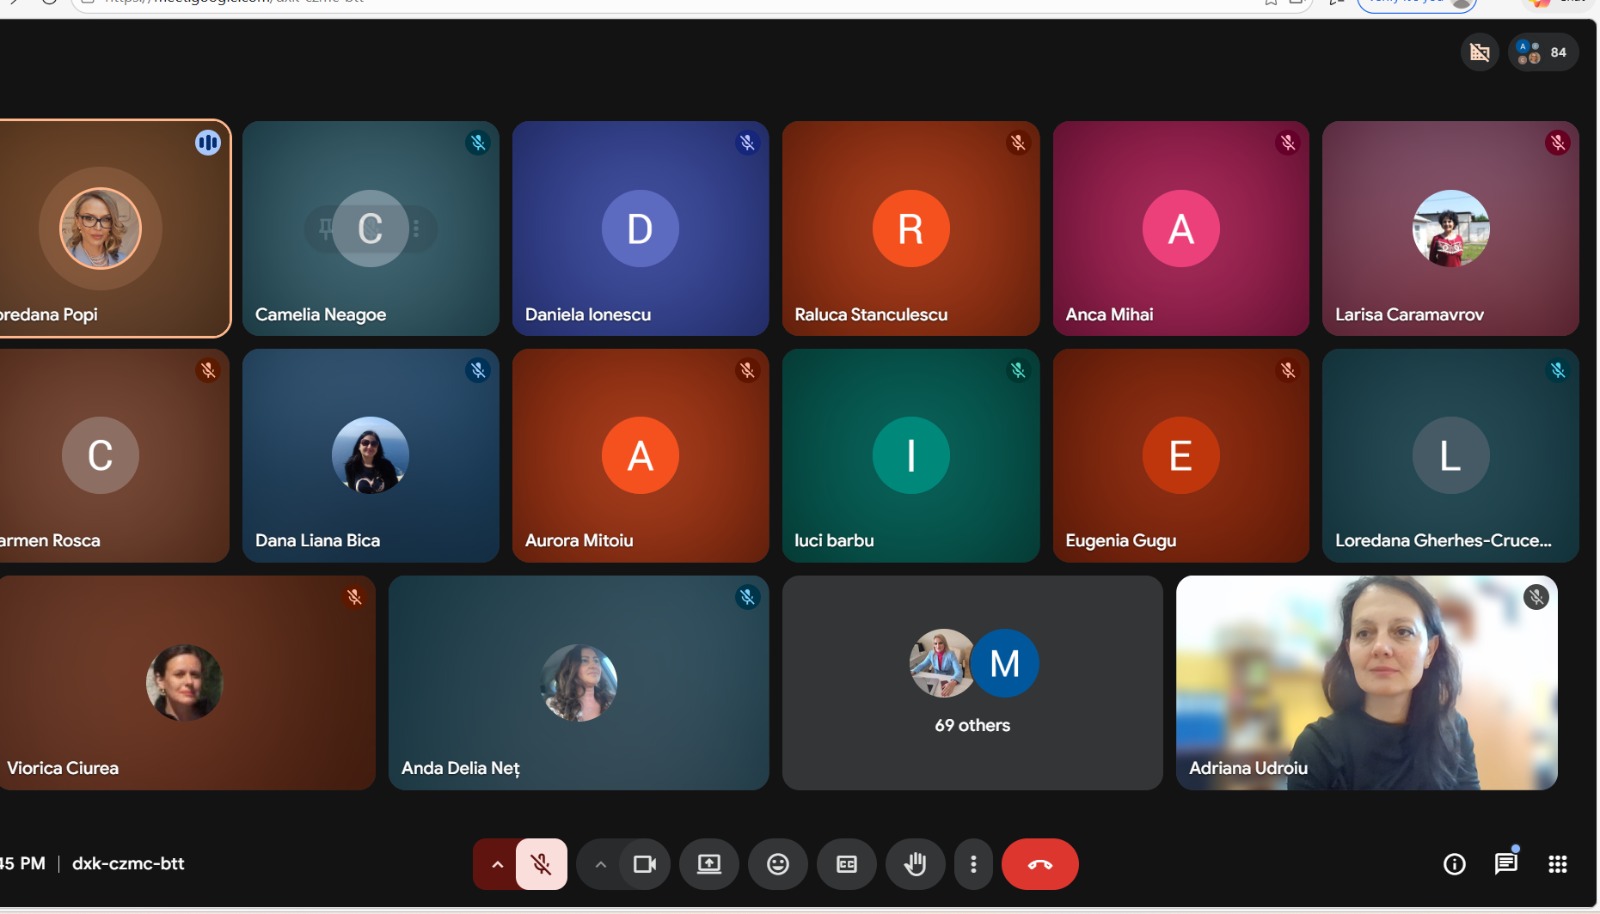 84
C
D
R
A
oredana Popi
Camelia Neagoe
Daniela Ionescu
Raluca Stanculescu
Anca Mihai
Larisa Caramavrov
C
A
I
E
L
armen Rosca
Dana Liana Bica
Aurora Mitoiu
luci barbu
Eugenia Gugu
Loredana Gherhes-Cruce...
M
69 others
Viorica Ciurea
Anda Delia Neț
Adriana Udroiu
45 PM | dxk-czmc-btt